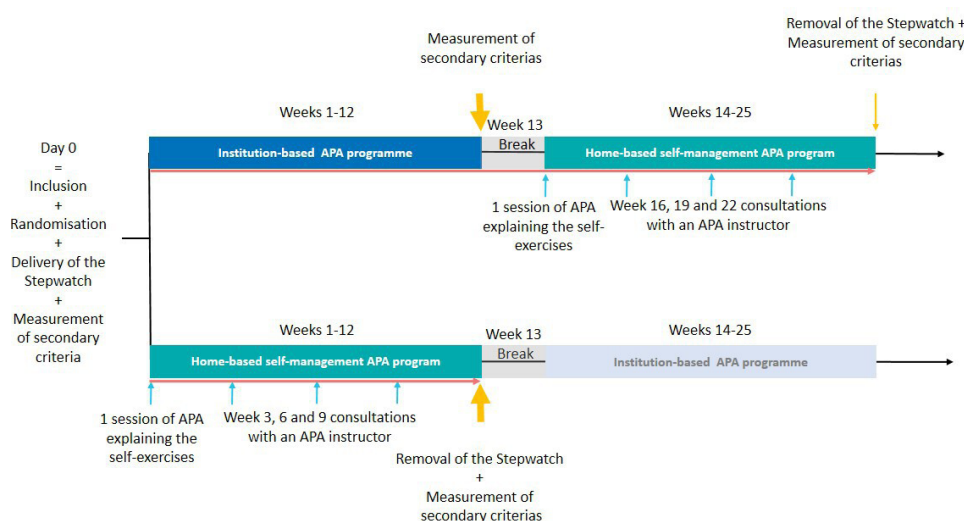 Day 0
=
Inclusion
+
Randomisation
+
Delivery of the
Stepwatch
+
Measurement
of secondary
criteria
Measurement of
secondary criterias
Removal of the Stepwatch +
Measurement of secondary
criterias
Weeks 1-12
Week 13
Weeks 14-25
Institution-based APA programme
Break
Home-based self-management APA program
1 session of APA
explaining the self-
exercises
Week 16, 19 and 22 consultations
with an APA instructor
Weeks 1-12
Week 13
Weeks 14-25
Home-based self-management APA program
Break
Institution-based APA programme
1 session of APA
explaining the
self-exercises
Week 3, 6 and 9 consultations
with an APA instructor
Removal of the Stepwatch
+
Measurement of
secondary criterias